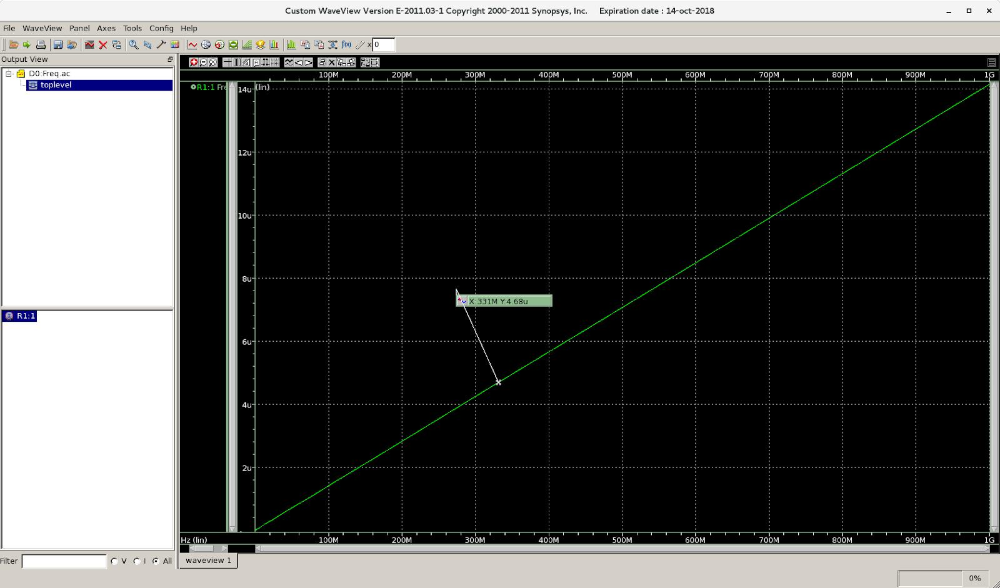 Custom WaveView Version E-2011.03-1 Copyright 2000-2011 Synopsys, Inc. Expiration date : 14-oct-2018
File WaveView Panel Axes Tools Config Help
f(x) x 0
Output View
D0:Freq.ac
toplevel
100M 200M 300M 400M 500M 600M 700M 800M 900M 1G
R1:1 Fre (lin)
14u
12u
10u
8u
X:331M Y:4.68u
R1:1
6u
4u
2u
Hz (lin) 100M 200M 300M 400M 500M 600M 700M 800M 900M 1G
Filter V I All
waveview 1
0%